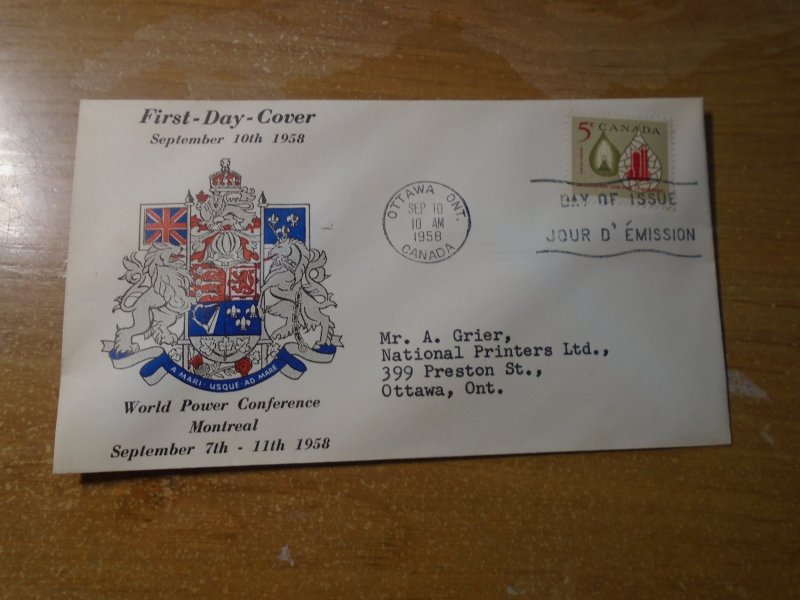 First-Day-Cover
September 10th 1958
A MARI · USQUE · AD MARE
World Power Conference
Montreal
September 7th - 11th 1958
OTTAWA ONT.
SEP 10
10 AM
1958
CANADA
5¢ CANADA
DAY OF ISSUE
JOUR D' ÉMISSION
Mr. A. Grier,
National Printers Ltd.,
399 Preston St.,
Ottawa, Ont.